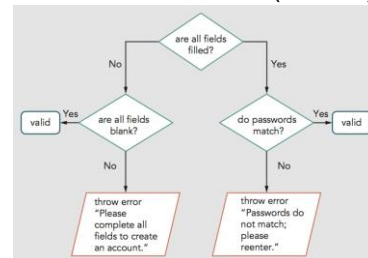 are all fields
filled?
No
Yes
valid
Yes
are all fields
blank?
do passwords
match?
Yes
valid
No
No
throw error
"Please
complete all
fields to create
an account."
throw error
"Passwords do
not match;
please
reenter."